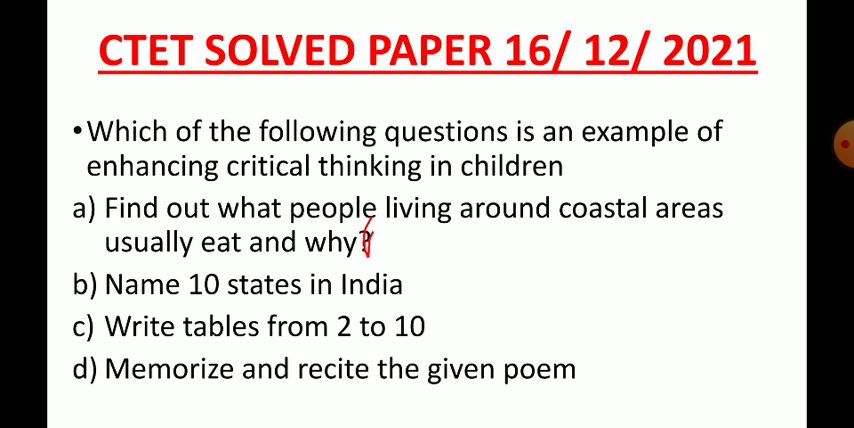 CTET SOLVED PAPER 16/ 12/ 2021
•Which of the following questions is an example of
enhancing critical thinking in children
a) Find out what people living around coastal areas
usually eat and why?
b) Name 10 states in India
c) Write tables from 2 to 10
d) Memorize and recite the given poem